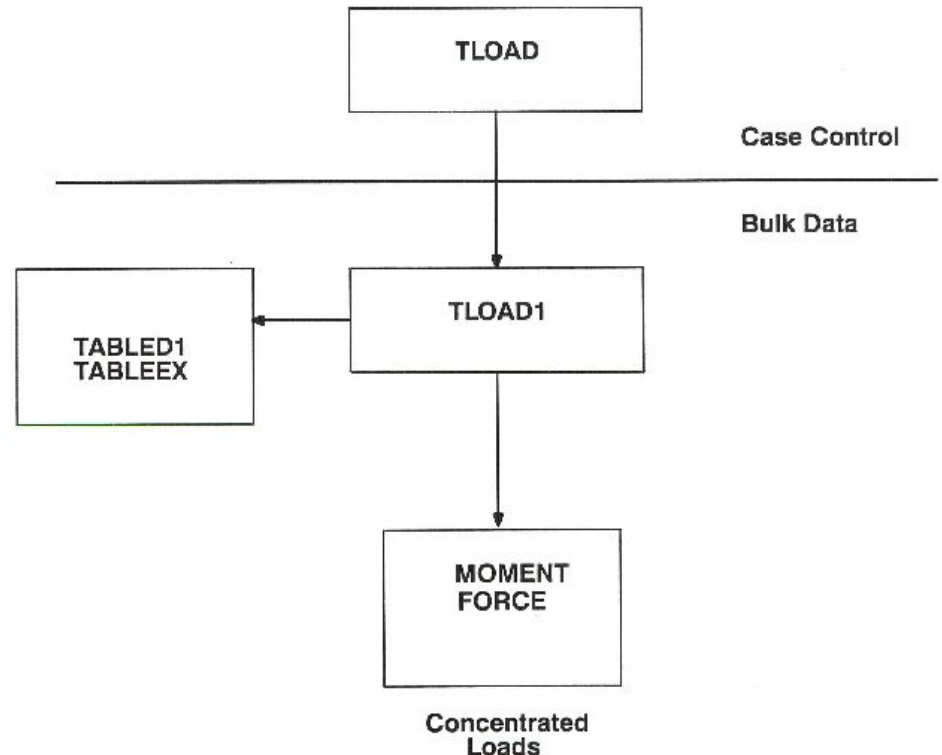 TLOAD
Case Control
Bulk Data
TLOAD1
TABLED1
TABLEEX
MOMENT
FORCE
Concentrated
Loads